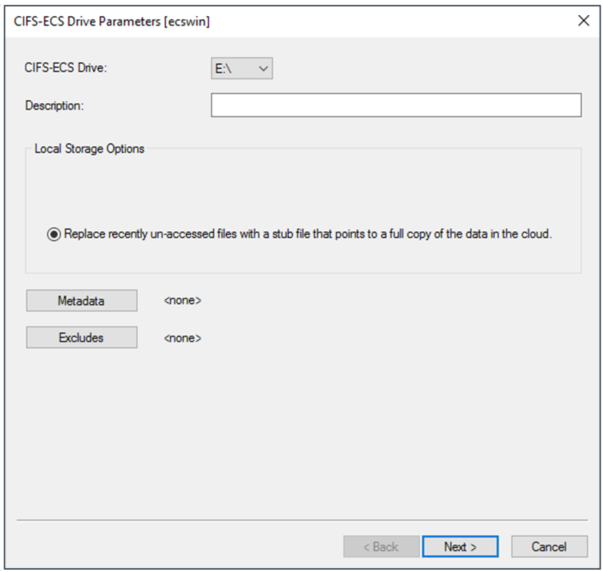 CIFS-ECS Drive Parameters [ecswin]
CIFS-ECS Drive: E:\
Description:
Local Storage Options
Replace recently un-accessed files with a stub file that points to a full copy of the data in the cloud.
Metadata <none>
Excludes <none>
< Back Next > Cancel